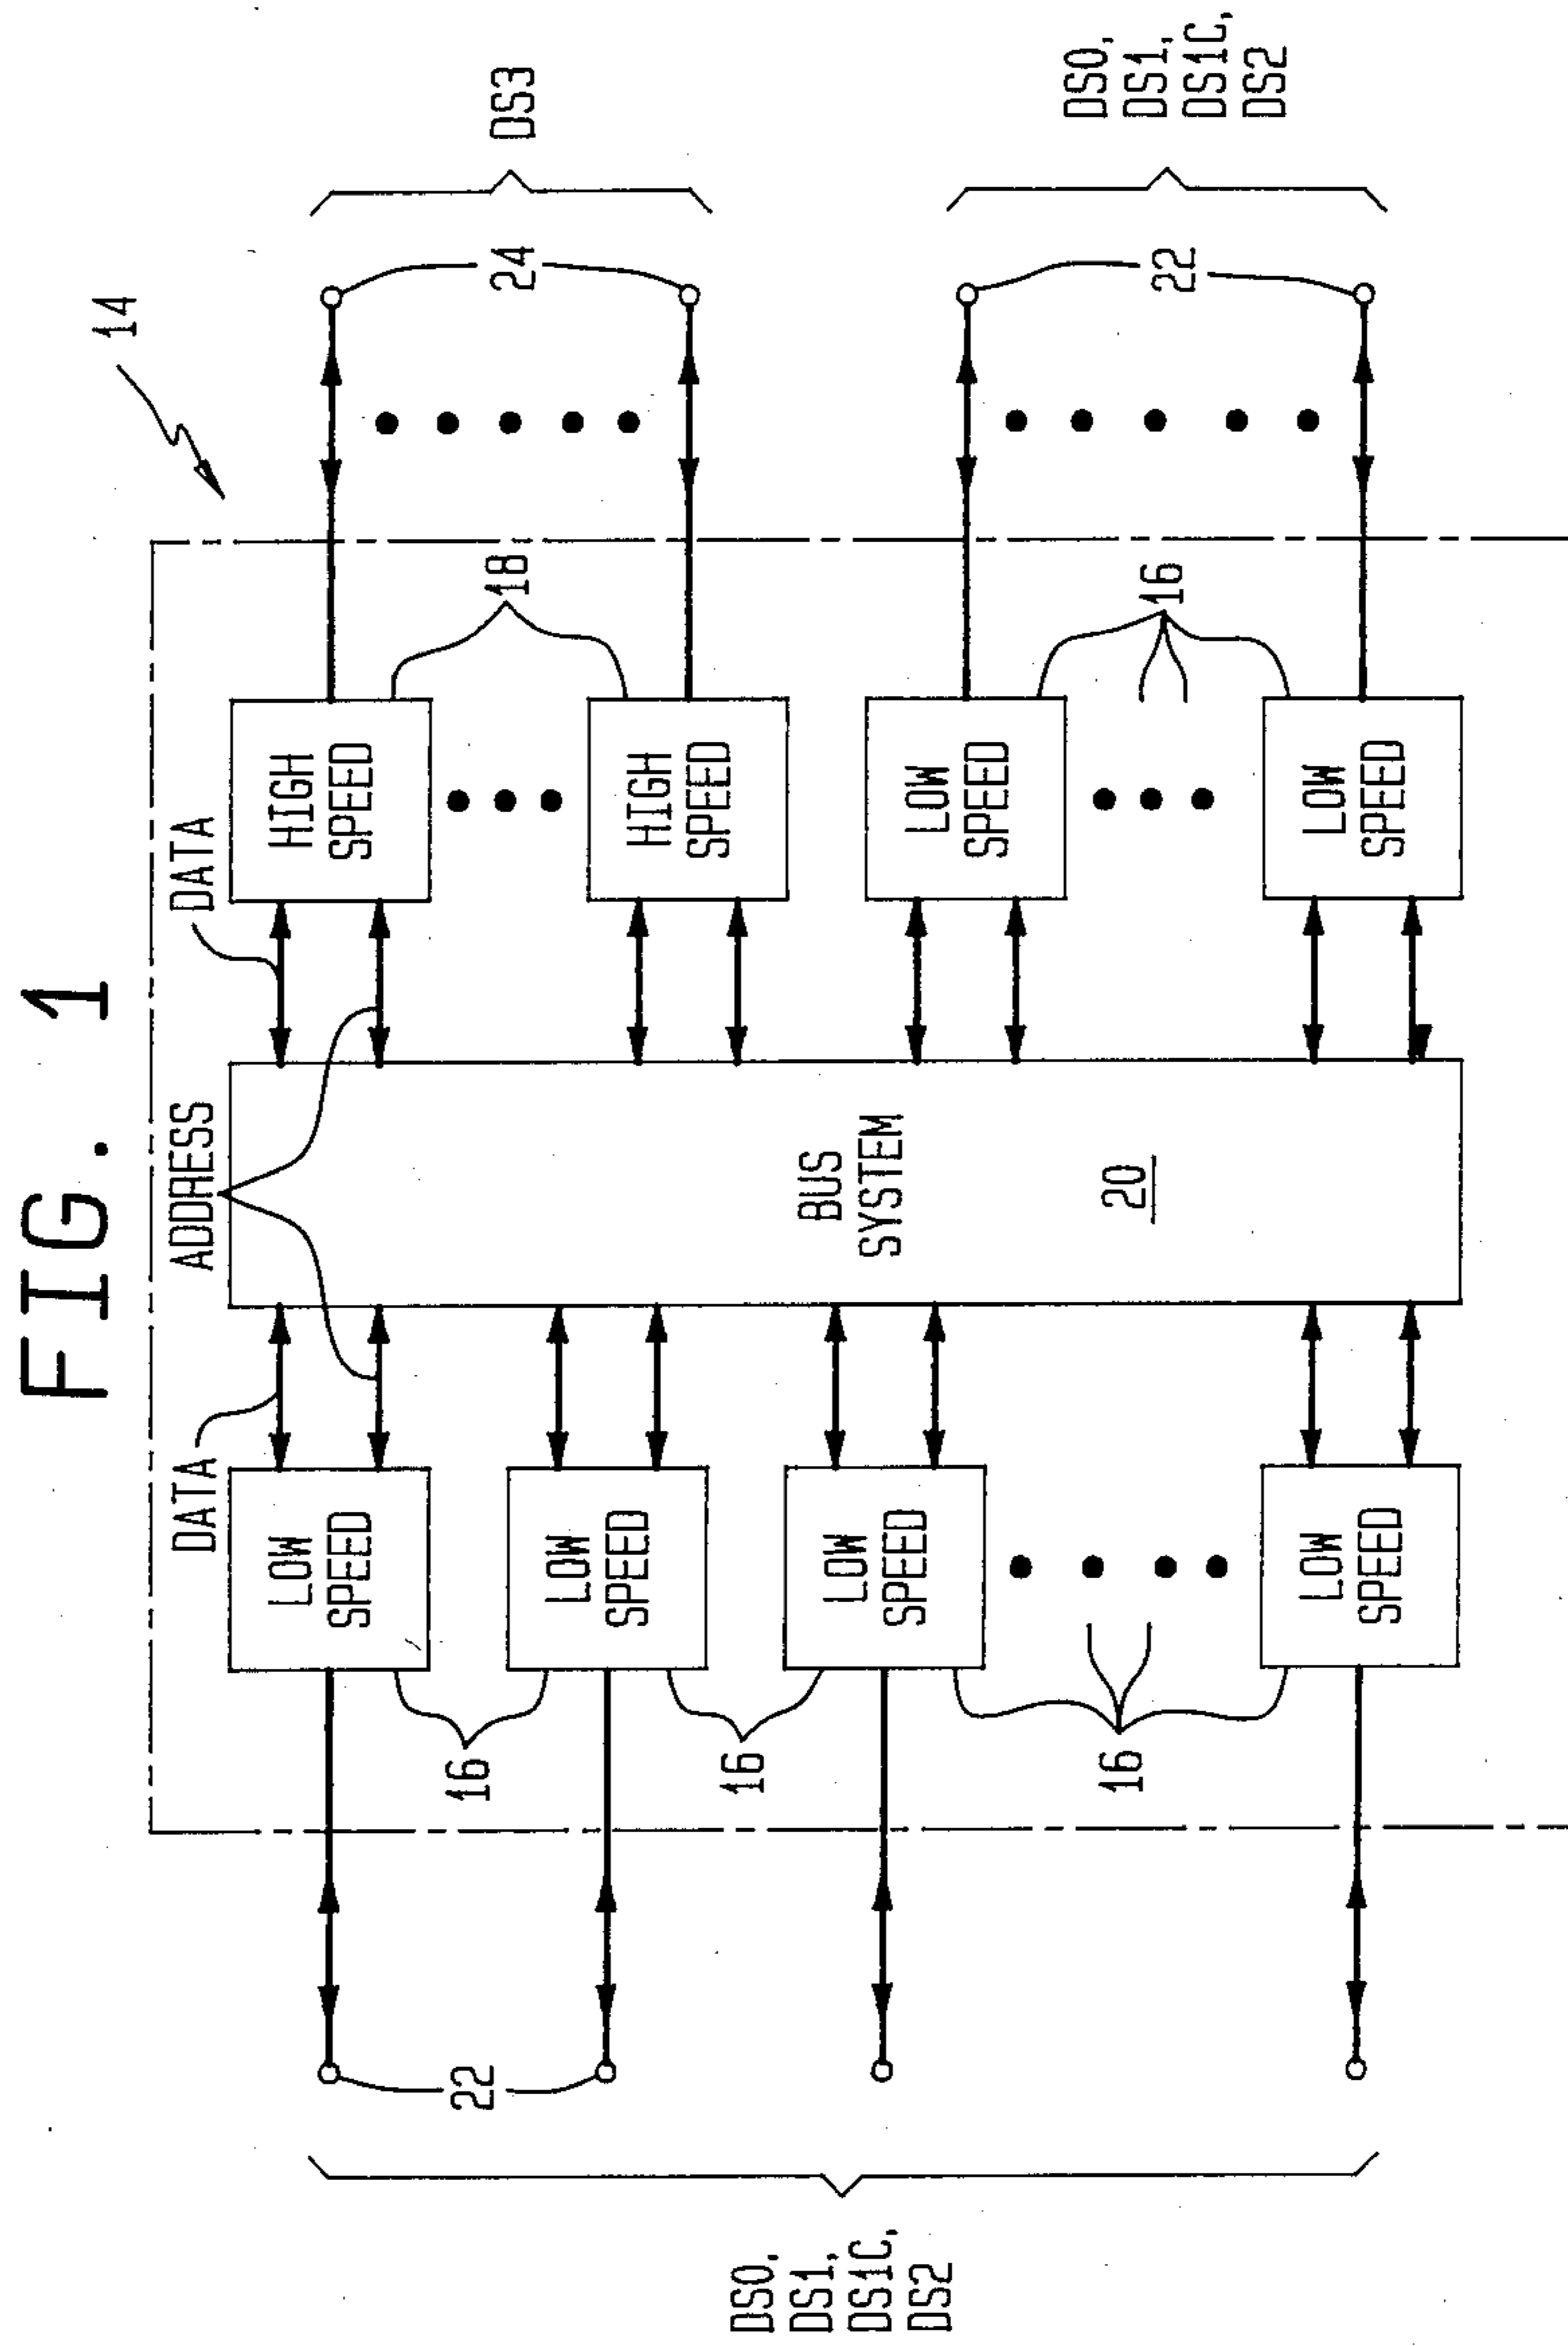 FIG. 1
14
DATA
ADDRESS
DATA
LOW
SPEED
LOW
SPEED
LOW
SPEED
LOW
SPEED
16
16
16
22
DS0,
DS1,
DS1C,
DS2
BUS
SYSTEM
20
HIGH
SPEED
HIGH
SPEED
18
24
DS3
LOW
SPEED
LOW
SPEED
16
22
DS0,
DS1,
DS1C,
DS2